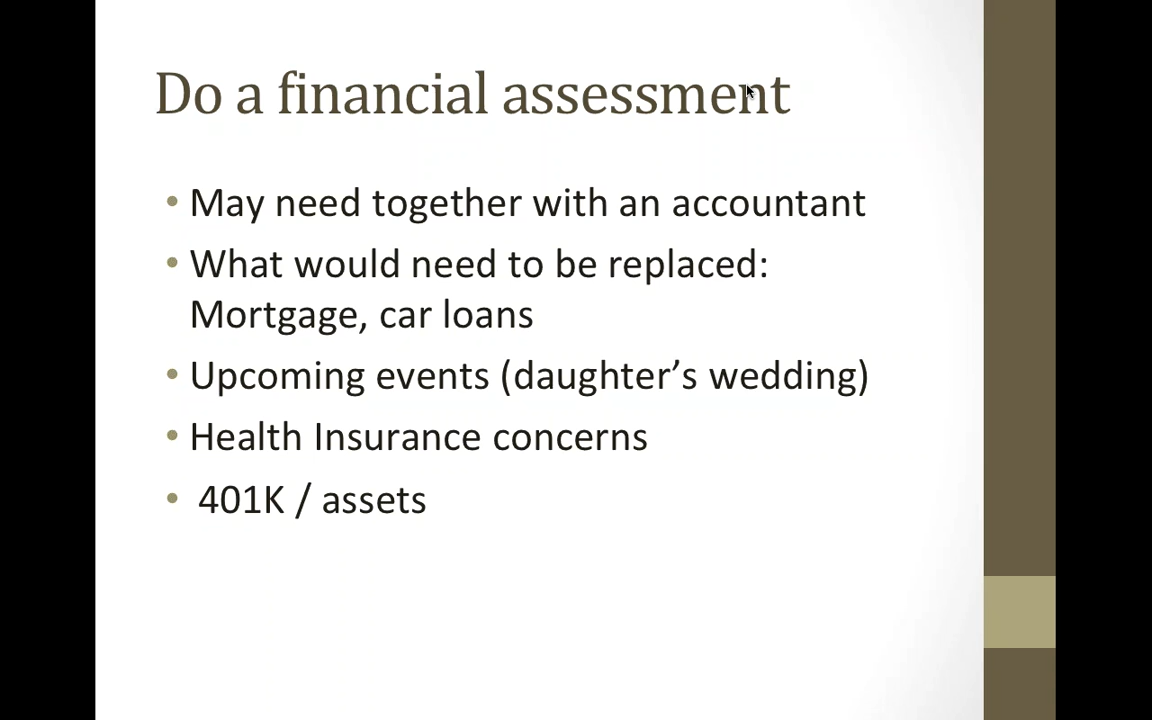 Do a financial assessment
• May need together with an accountant
• What would need to be replaced:
Mortgage, car loans
• Upcoming events (daughter’s wedding)
• Health Insurance concerns
• 401K / assets